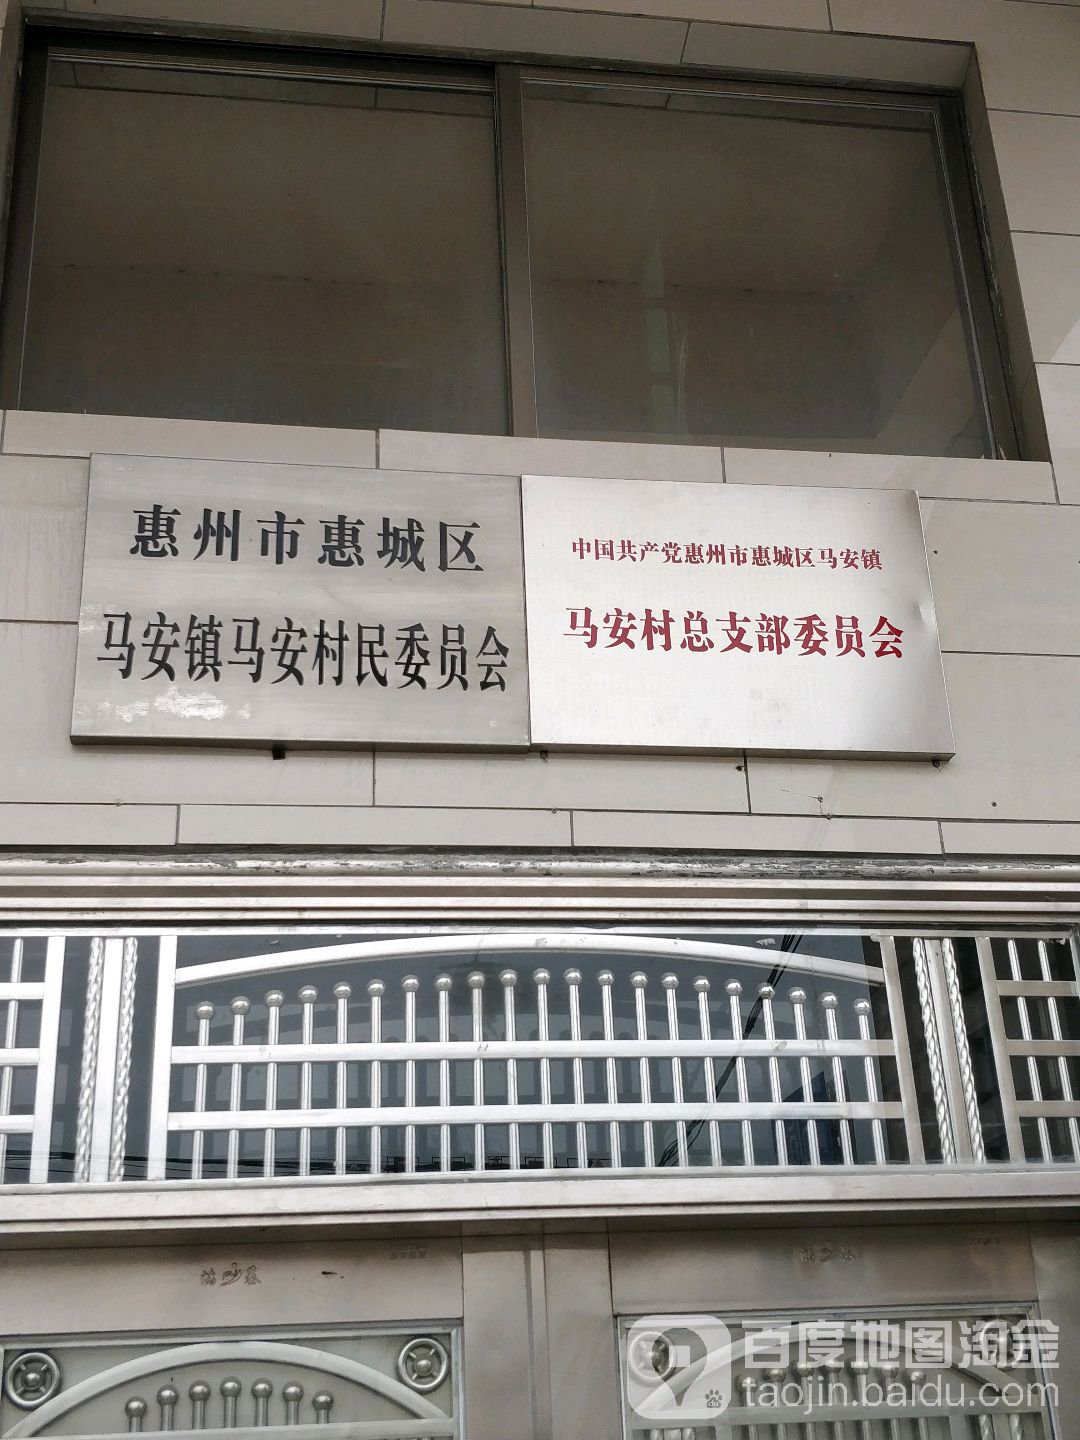 惠州市惠城区
马安镇马安村民委员会
中国共产党惠州市惠城区马安镇
马安村总支部委员会
百度地图淘金
taojin.baidu.com